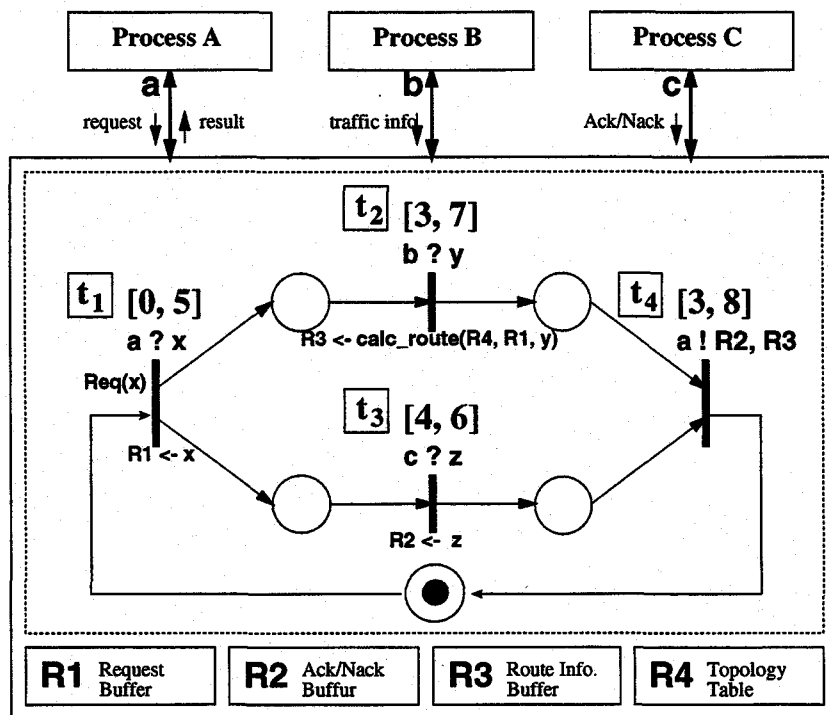 Process A
Process B
Process C
a
b
c
request
result
traffic info
Ack/Nack
t2 [3, 7]
b ? y
t1 [0, 5]
a ? x
t4 [3, 8]
a ! R2, R3
R3 <- calc_route(R4, R1, y)
Req(x)
t3 [4, 6]
c ? z
R1 <- x
R2 <- z
R1 Request Buffer
R2 Ack/Nack Buffur
R3 Route Info. Buffer
R4 Topology Table